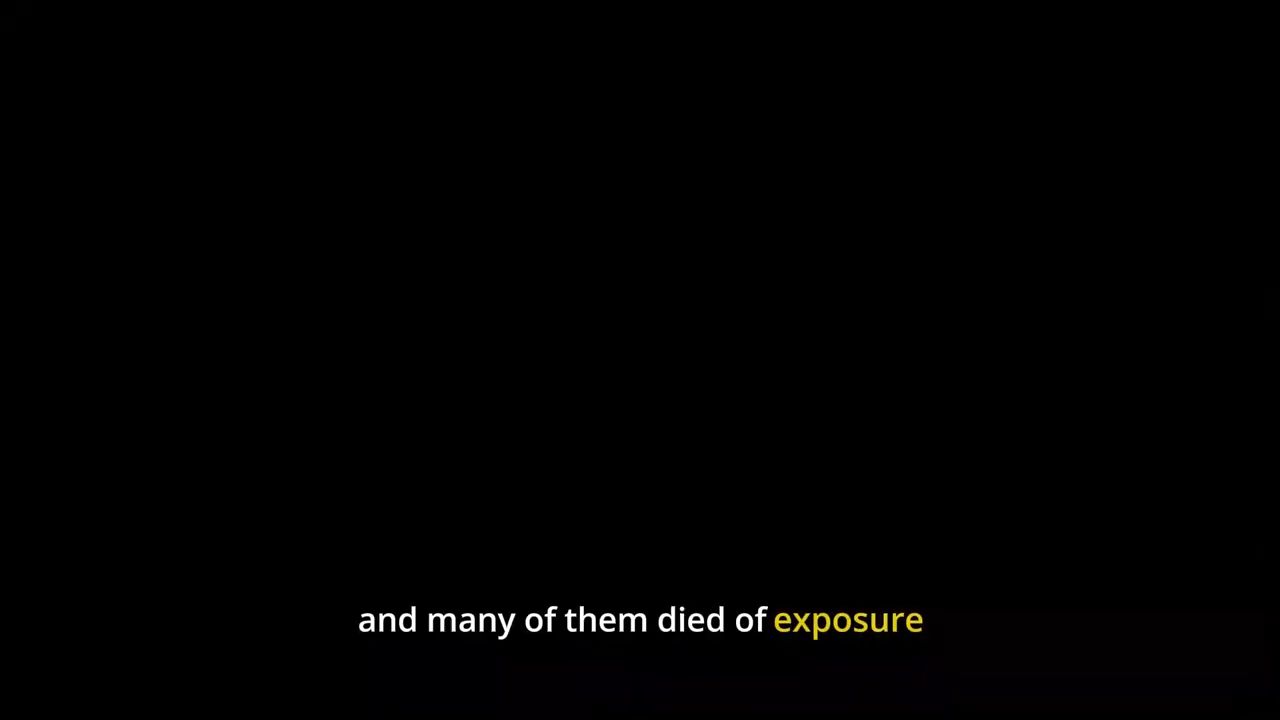 and many of them died of exposure